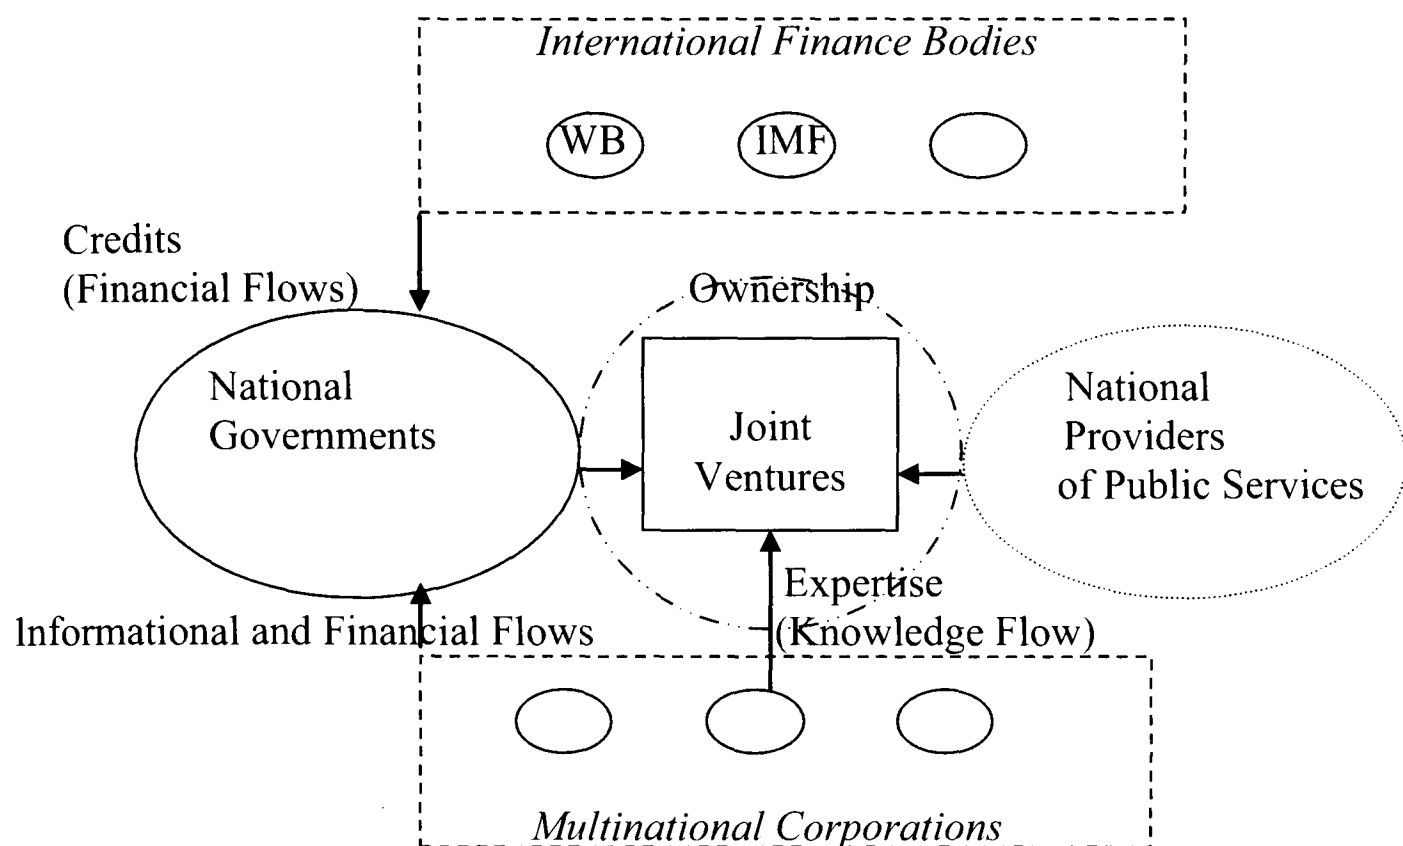 International Finance Bodies
WB
IMF
Credits
(Financial Flows)
Ownership
National
Governments
Joint
Ventures
National
Providers
of Public Services
Expertise
(Knowledge Flow)
Informational and Financial Flows
Multinational Corporations